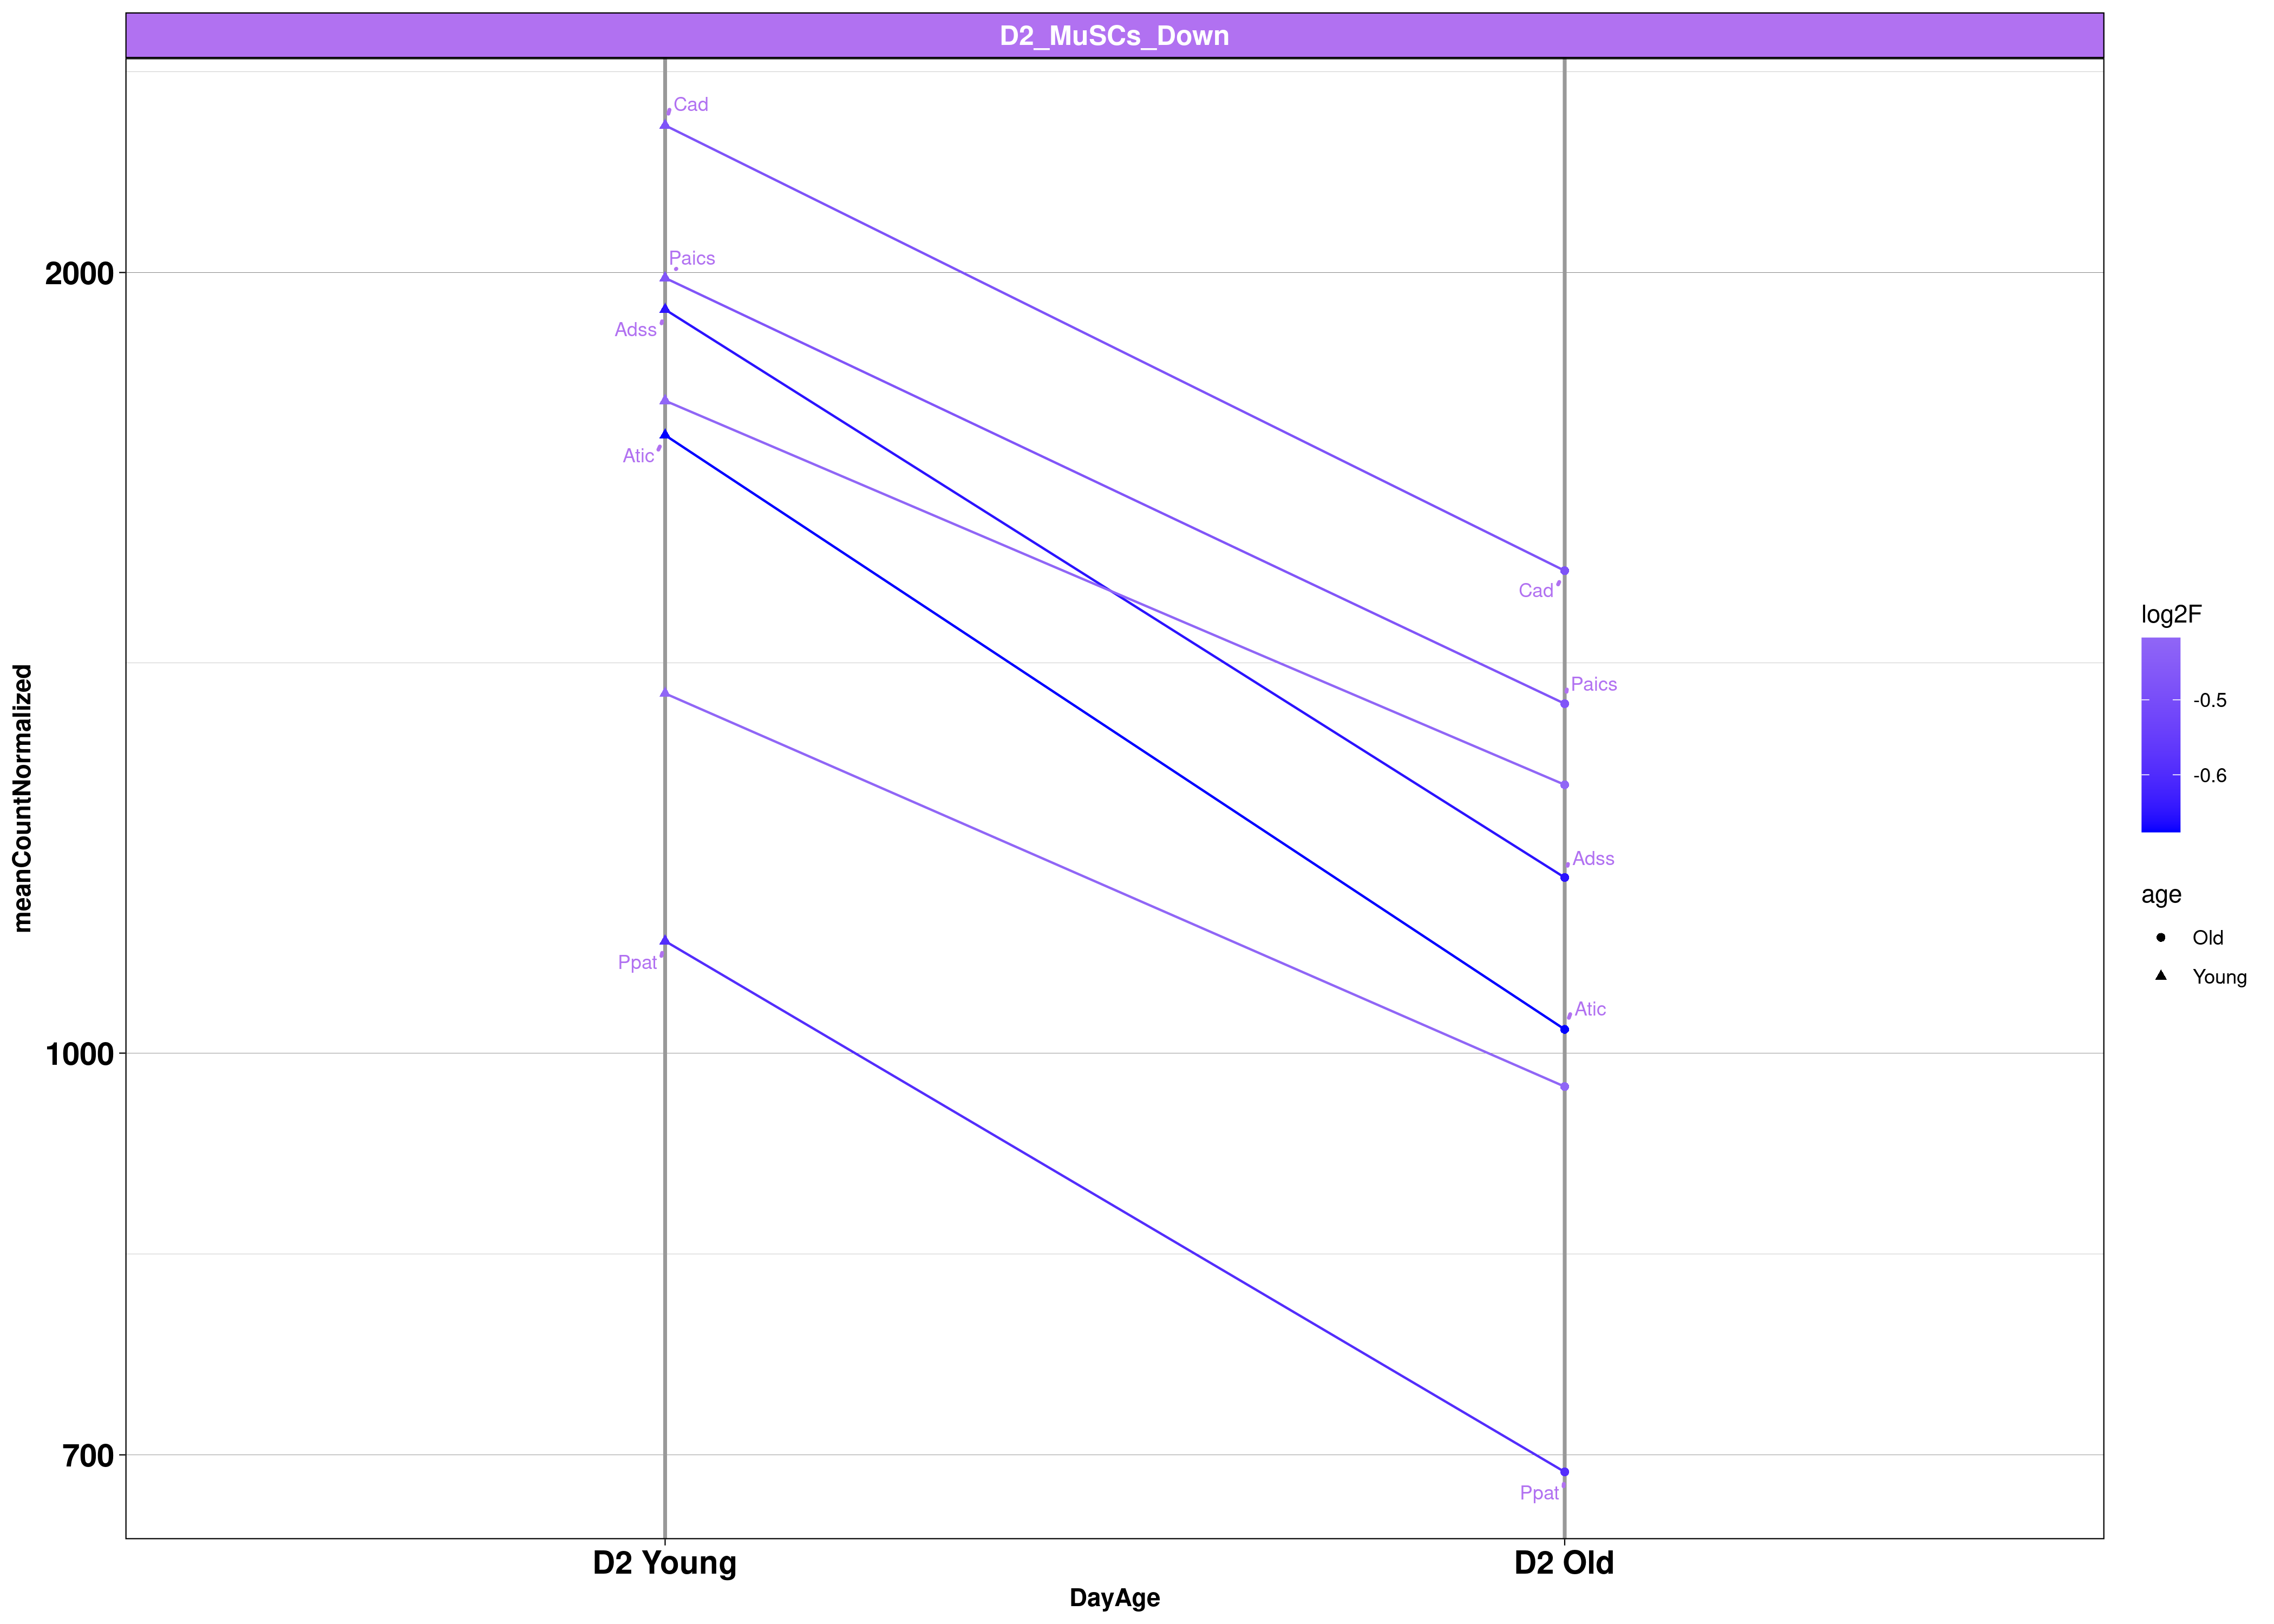 D2_MuSCs_Down
Cad
2000
Paics
Adss
Atic
Cad
Paics
Adss
Ppat
Atic
1000
700
Ppat
meanCountNormalized
D2 Young
D2 Old
DayAge
log2F
-0.5
-0.6
age
Old
Young